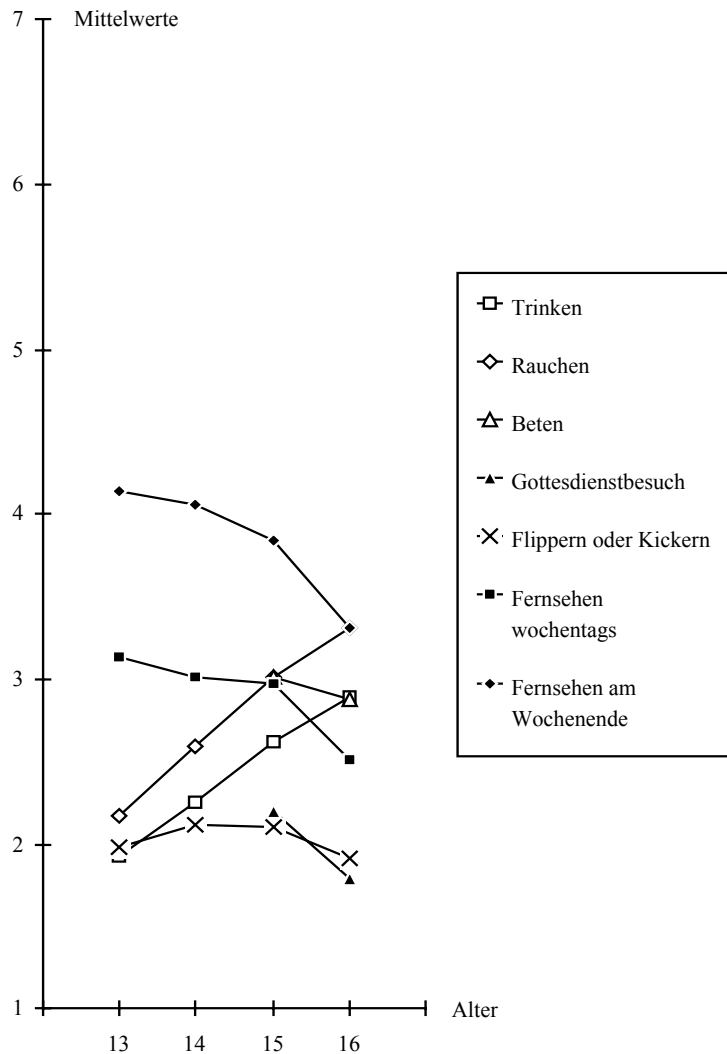 7
Mittelwerte
6
5
4
3
2
1
Alter
13 14 15 16
Trinken
Rauchen
Beten
Gottesdienstbesuch
Flippern oder Kickern
Fernsehen
wochentags
Fernsehen am
Wochenende